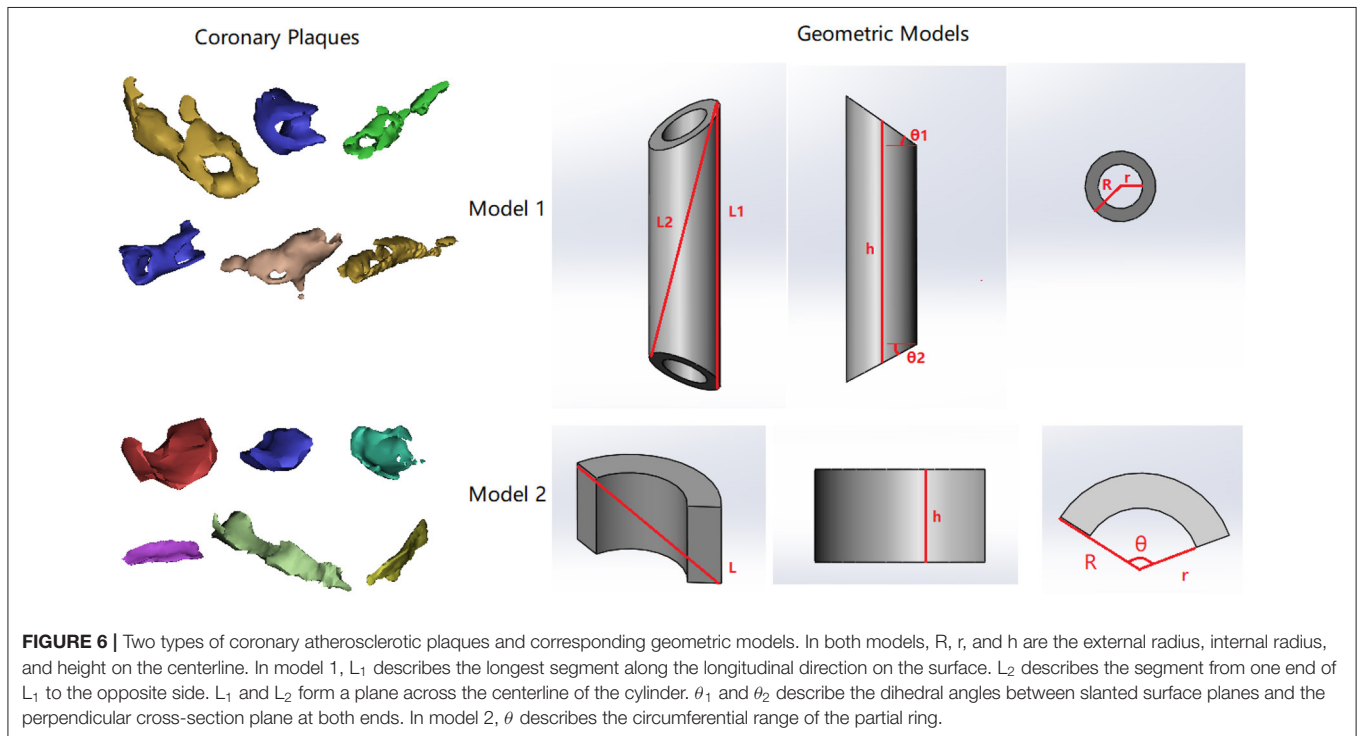 Coronary Plaques
Geometric Models
Model 1
L2
L1
θ1
h
θ2
R
r
Model 2
L
h
R
θ
r
FIGURE 6 | Two types of coronary atherosclerotic plaques and corresponding geometric models. In both models, R, r, and h are the external radius, internal radius,
and height on the centerline. In model 1, L₁ describes the longest segment along the longitudinal direction on the surface. L₂ describes the segment from one end of
L₁ to the opposite side. L₁ and L₂ form a plane across the centerline of the cylinder. θ₁ and θ₂ describe the dihedral angles between slanted surface planes and the
perpendicular cross-section plane at both ends. In model 2, θ describes the circumferential range of the partial ring.